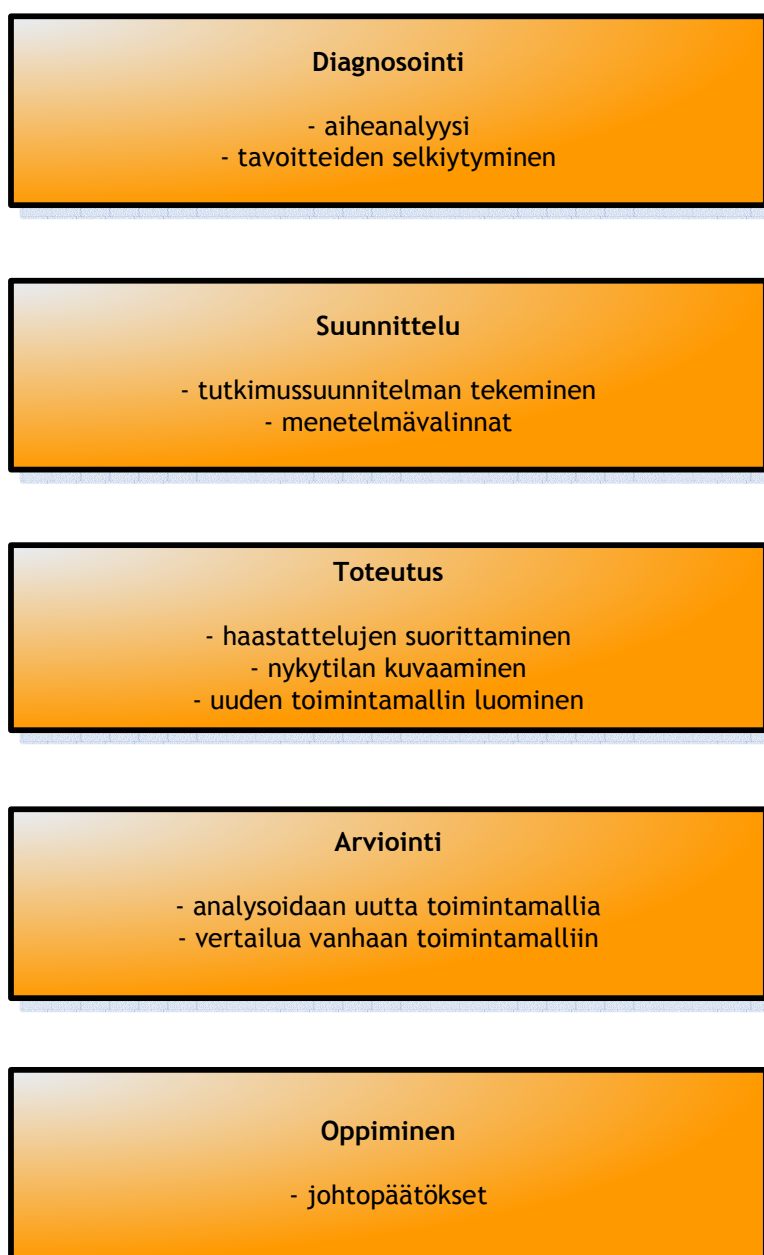 Diagnosointi
- aiheanalyysi
- tavoitteiden selkiytyminen
Suunnittelu
- tutkimussuunnitelman tekeminen
- menetelmävalinnat
Toteutus
- haastattelujen suorittaminen
- nykytilan kuvaaminen
- uuden toimintamallin luominen
Arviointi
- analysoidaan uutta toimintamallia
- vertailua vanhaan toimintamalliin
Oppiminen
- johtopäätökset